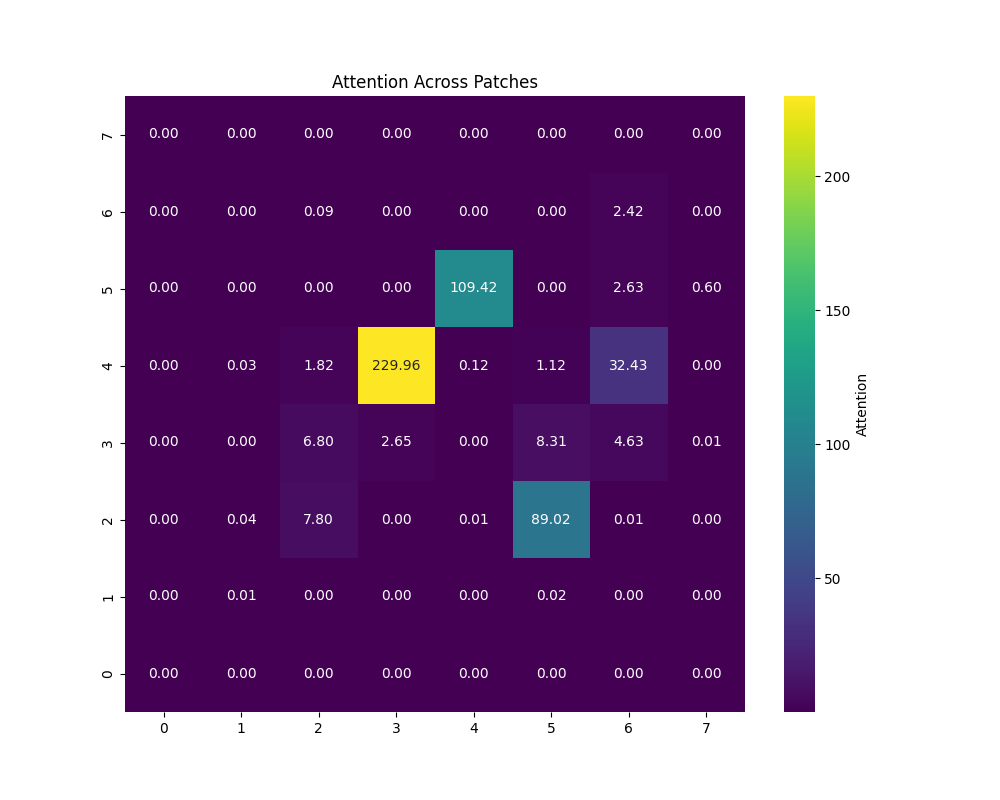 Attention Across Patches
7 0.00 0.00 0.00 0.00 0.00 0.00 0.00 0.00
6 0.00 0.00 0.09 0.00 0.00 0.00 2.42 0.00
5 0.00 0.00 0.00 0.00 109.42 0.00 2.63 0.60
4 0.00 0.03 1.82 229.96 0.12 1.12 32.43 0.00
3 0.00 0.00 6.80 2.65 0.00 8.31 4.63 0.01
2 0.00 0.04 7.80 0.00 0.01 89.02 0.01 0.00
1 0.00 0.01 0.00 0.00 0.00 0.02 0.00 0.00
0 0.00 0.00 0.00 0.00 0.00 0.00 0.00 0.00
0 1 2 3 4 5 6 7
200
150
100
50
Attention